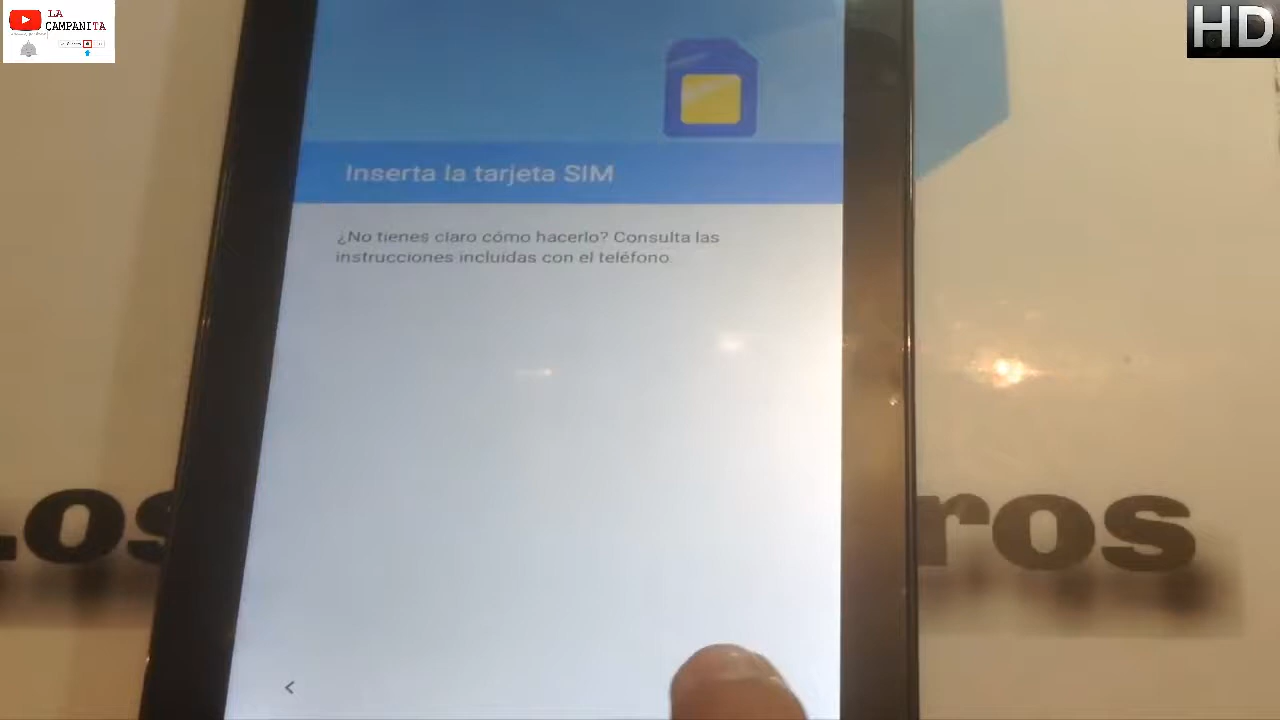 LA
CAMPANITA
HD
Inserta la tarjeta SIM
¿No tienes claro cómo hacerlo? Consulta las
instrucciones incluidas con el teléfono.
Los
ros